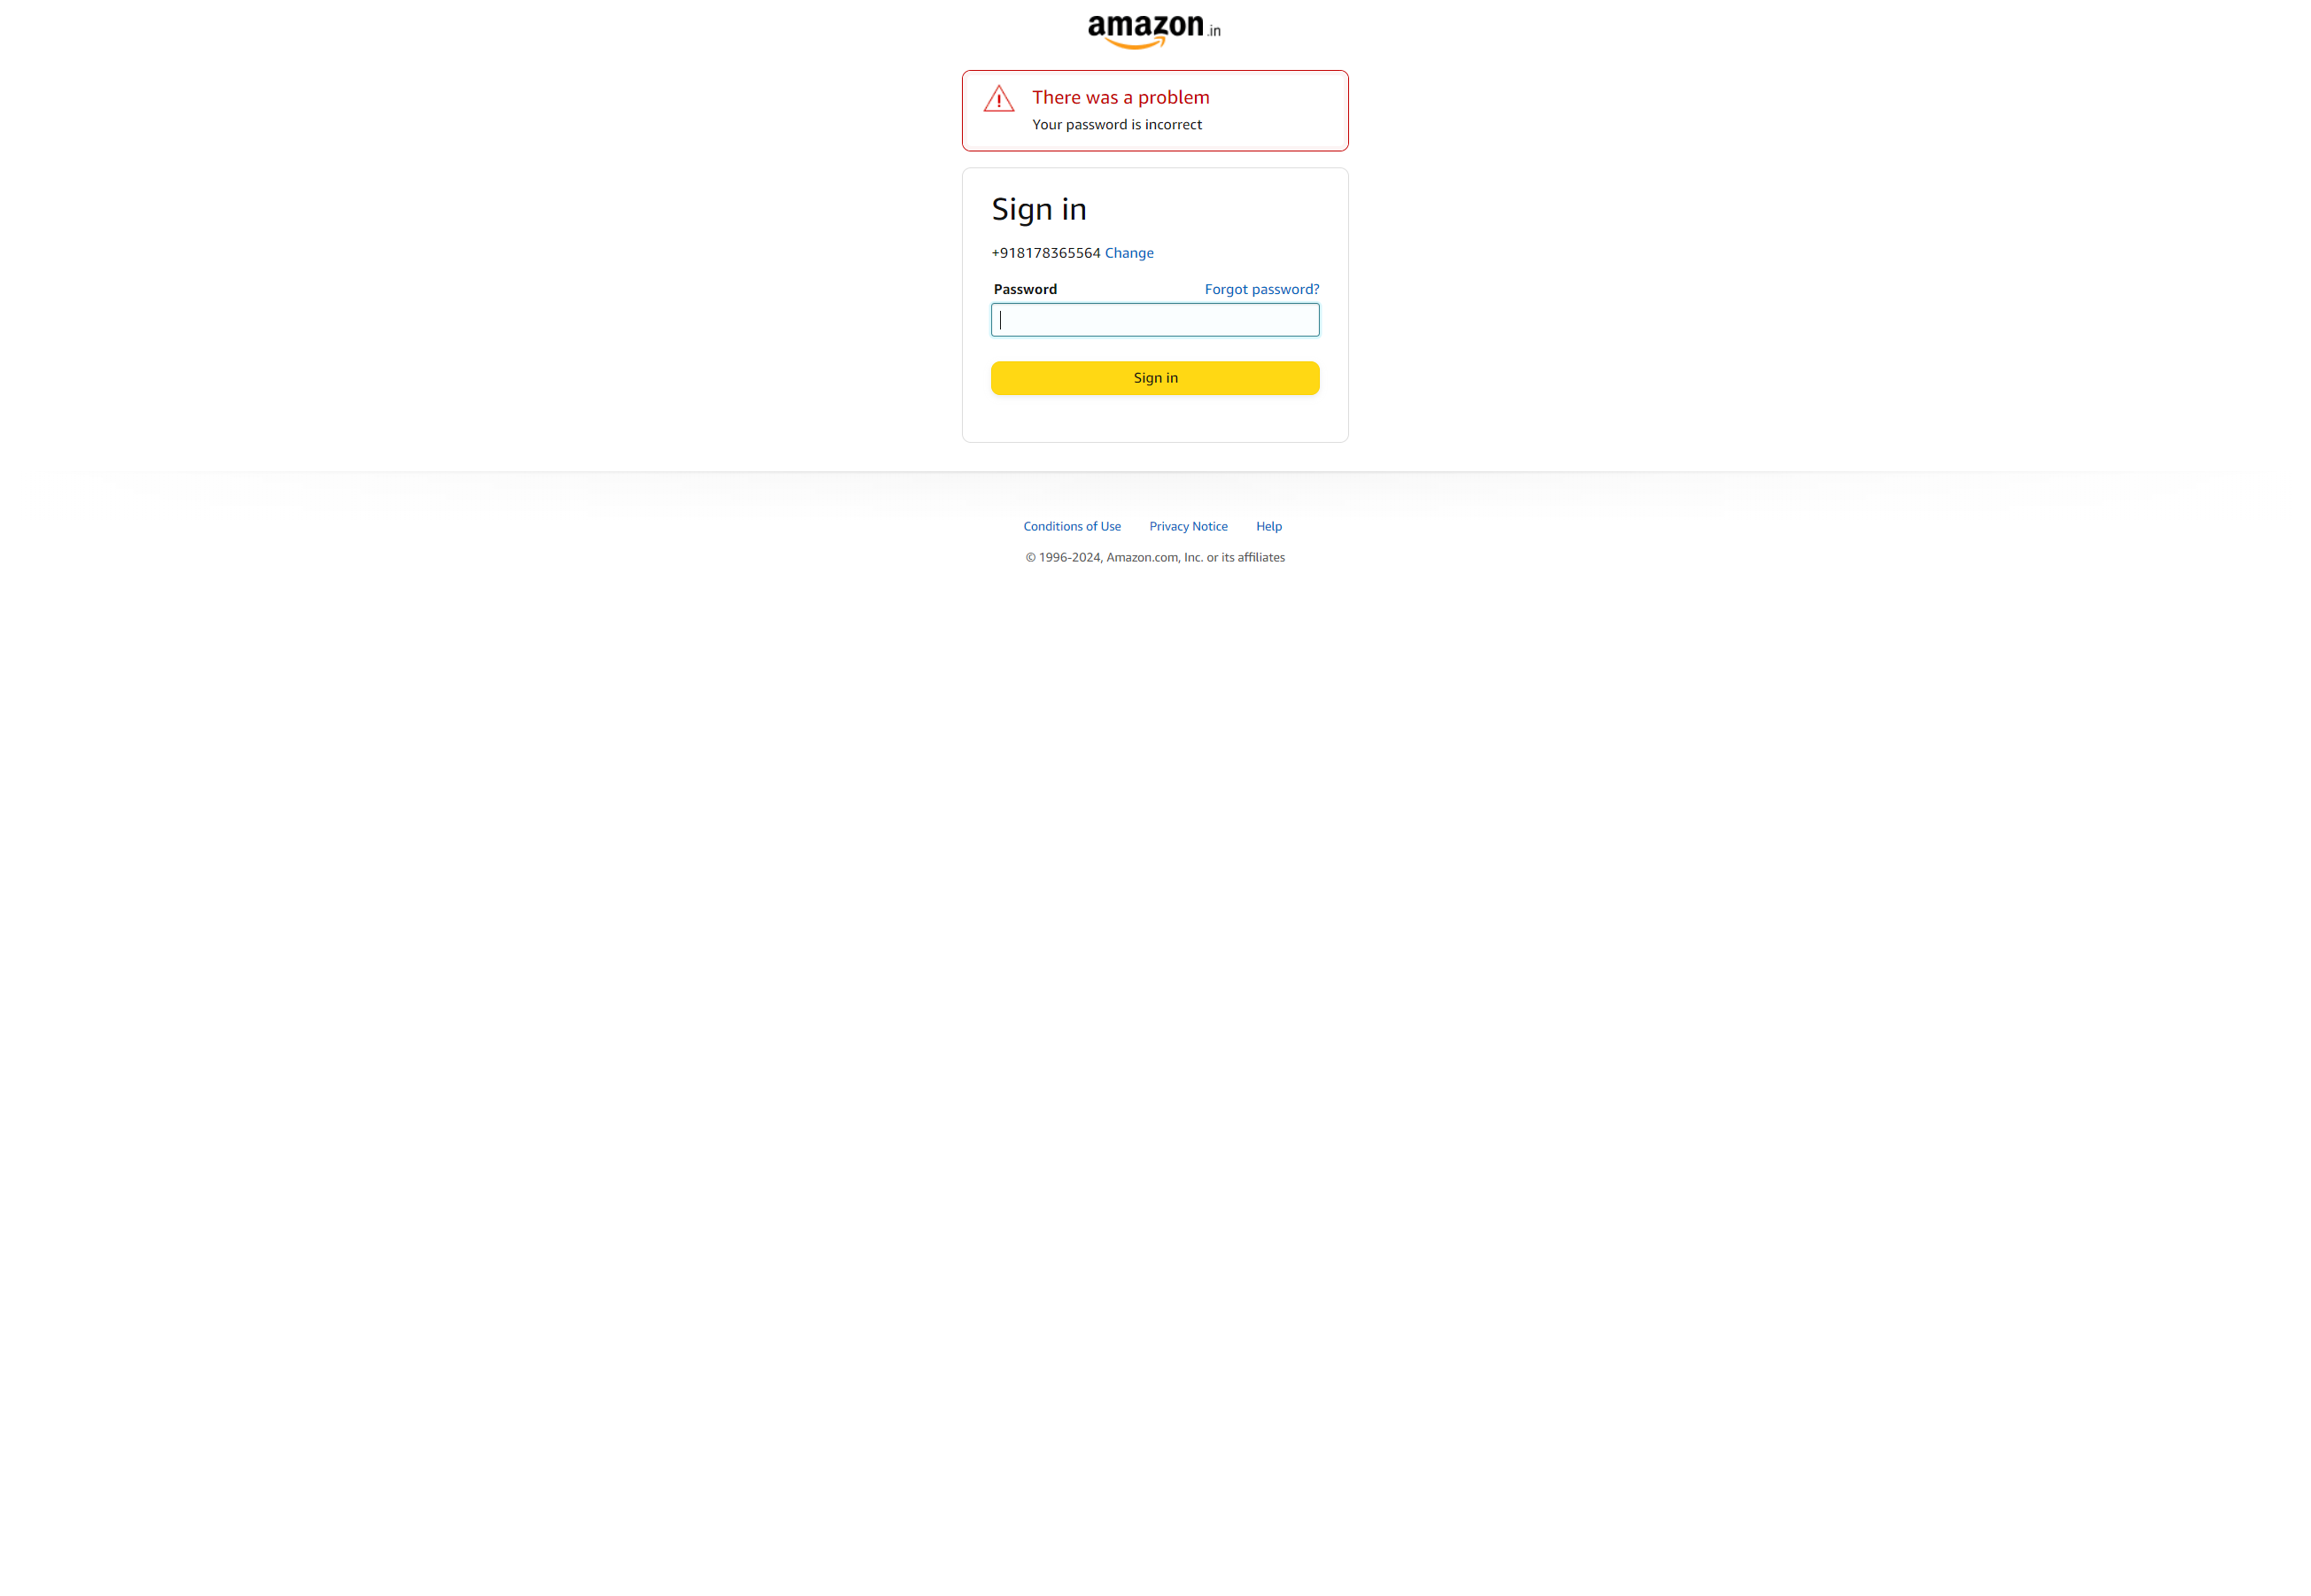 amazon.in
There was a problem
Your password is incorrect
Sign in
+918178365564 Change
Password Forgot password?
Sign in
Conditions of Use Privacy Notice Help
© 1996-2024, Amazon.com, Inc. or its affiliates